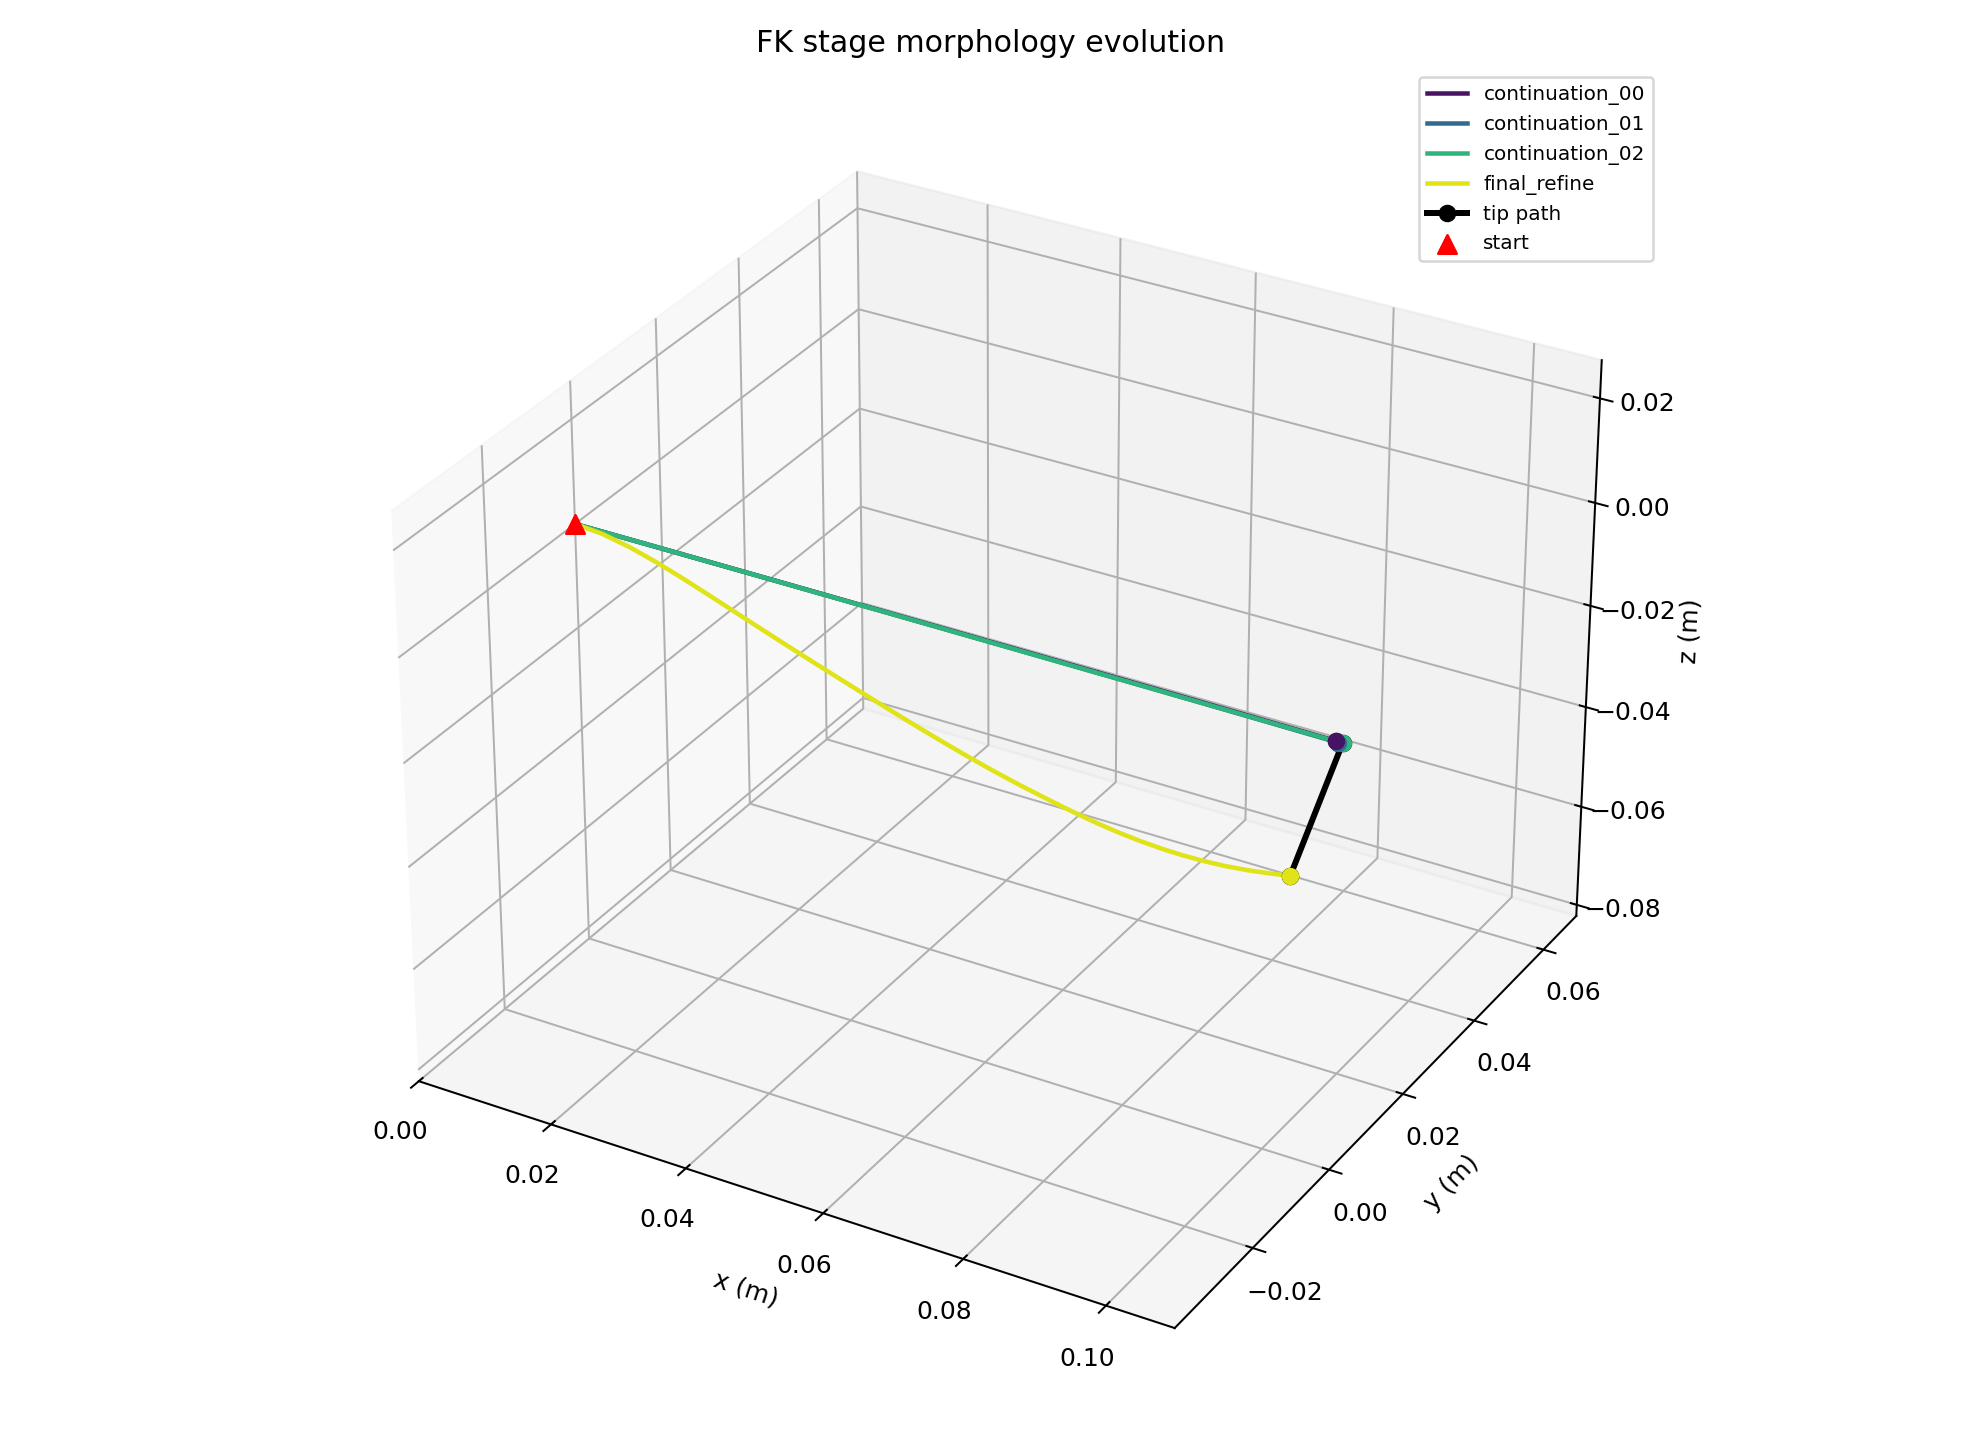 FK stage morphology evolution
continuation_00
continuation_01
continuation_02
final_refine
tip path
start
0.02
0.00
−0.02
−0.04
−0.06
−0.08
z (m)
0.06
0.04
0.02
0.00
−0.02
y (m)
0.00
0.02
0.04
0.06
0.08
0.10
x (m)